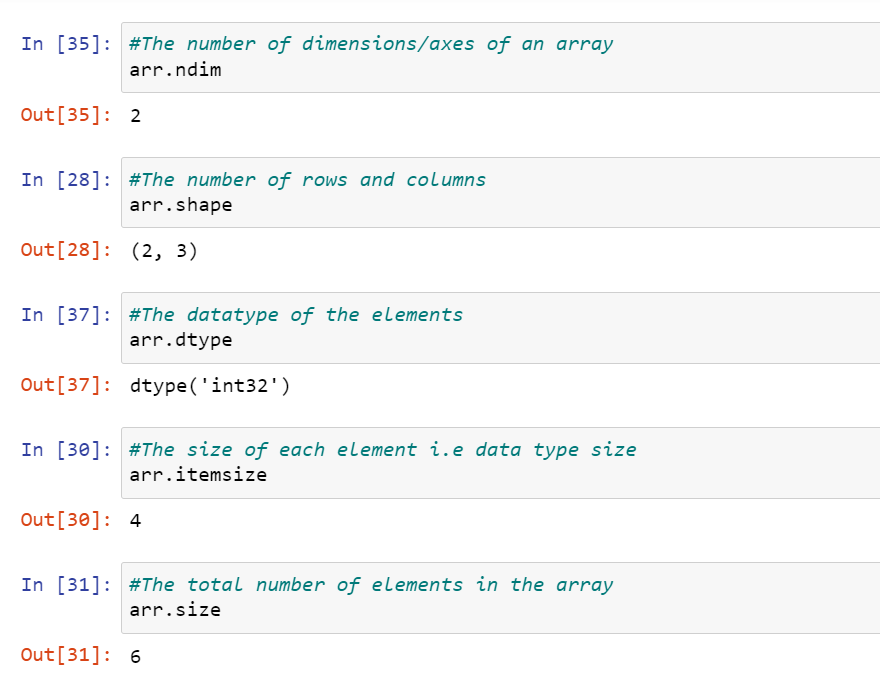 In [35]: #The number of dimensions/axes of an array
arr.ndim
Out[35]: 2
In [28]: #The number of rows and columns
arr.shape
Out[28]: (2, 3)
In [37]: #The datatype of the elements
arr.dtype
Out[37]: dtype('int32')
In [30]: #The size of each element i.e data type size
arr.itemsize
Out[30]: 4
In [31]: #The total number of elements in the array
arr.size
Out[31]: 6